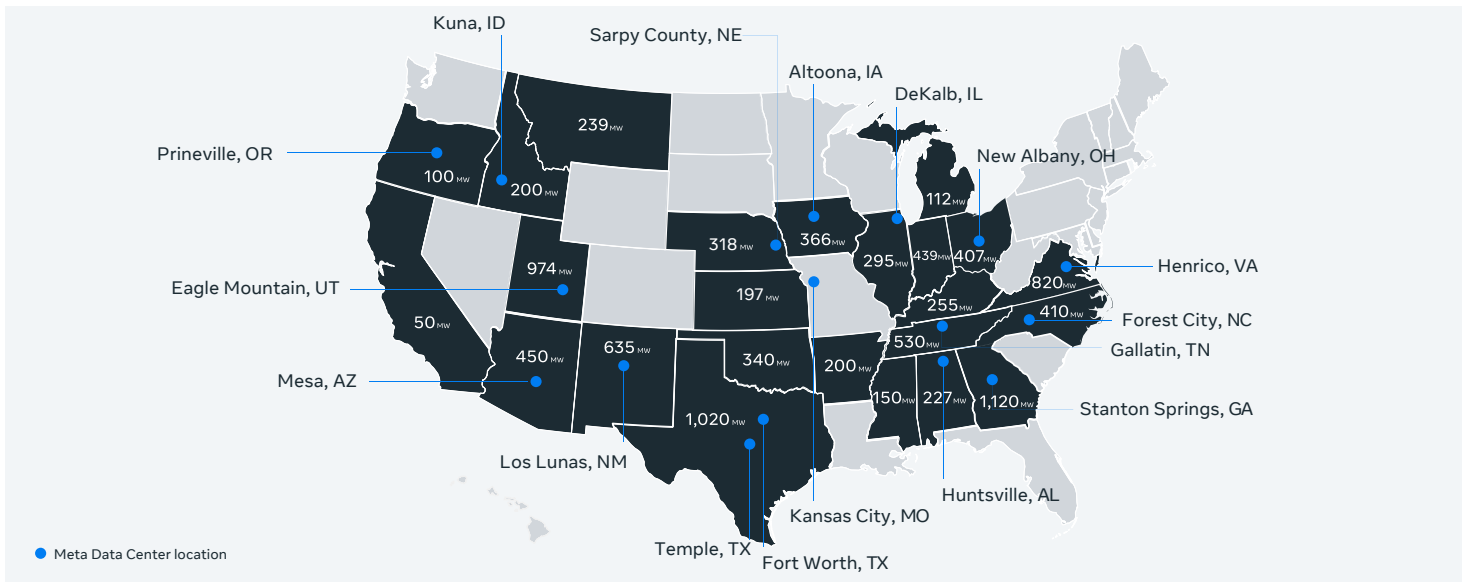 Kuna, ID
Sarpy County, NE
Altoona, IA
DeKalb, IL
239 MW
Prineville, OR
New Albany, OH
100 MW
200 MW
112 MW
318 MW
366 MW
295 MW
439 MW
407 MW
974 MW
Henrico, VA
820 MW
Eagle Mountain, UT
197 MW
255 MW
410 MW
50 MW
Forest City, NC
635 MW
530 MW
Gallatin, TN
450 MW
340 MW
200 MW
Mesa, AZ
150 MW
227 MW
1,120 MW
Stanton Springs, GA
1,020 MW
Los Lunas, NM
Huntsville, AL
Kansas City, MO
Temple, TX
Fort Worth, TX
Meta Data Center location